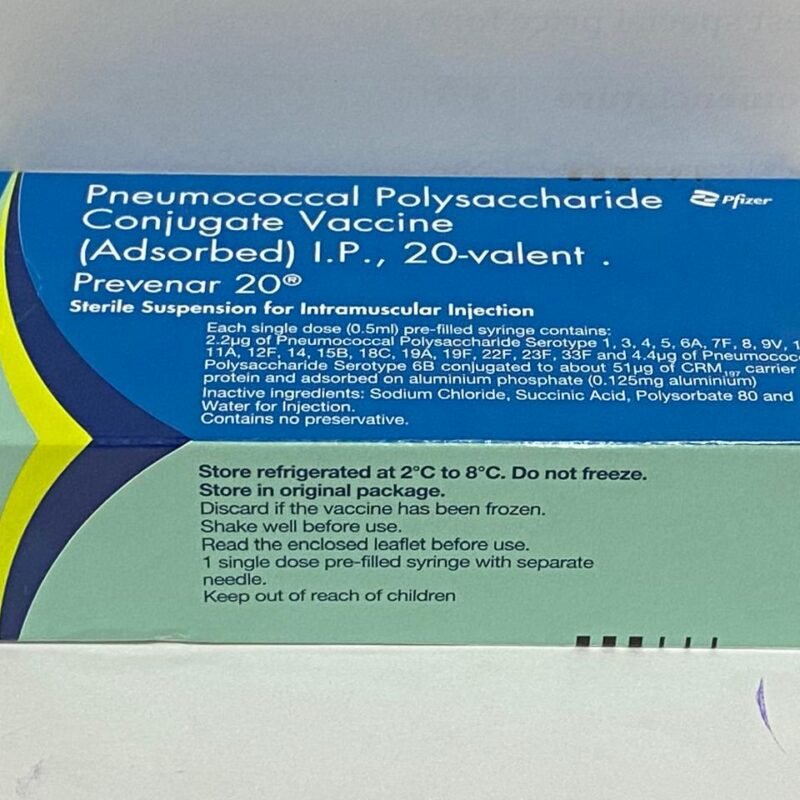 Pneumococcal Polysaccharide
Conjugate Vaccine
(Adsorbed) I.P., 20-valent .
Prevenar 20®
Pfizer
Sterile Suspension for Intramuscular Injection
Each single dose (0.5ml) pre-filled syringe contains:
2.2µg of Pneumococcal Polysaccharide Serotype 1, 3, 4, 5, 6A, 7F, 8, 9V,
11A, 12F, 14, 15B, 18C, 19A, 19F, 22F, 23F, 33F and 4.4µg of
Polysaccharide Serotype 6B conjugated to about 51µg of CRM197 carrier
protein and adsorbed on aluminium phosphate (0.125mg aluminium)
Inactive ingredients: Sodium Chloride, Succinic Acid, Polysorbate 80 and
Water for Injection.
Contains no preservative.
Store refrigerated at 2°C to 8°C. Do not freeze.
Store in original package.
Discard if the vaccine has been frozen.
Shake well before use.
Read the enclosed leaflet before use.
1 single dose pre-filled syringe with separate
needle.
Keep out of reach of children